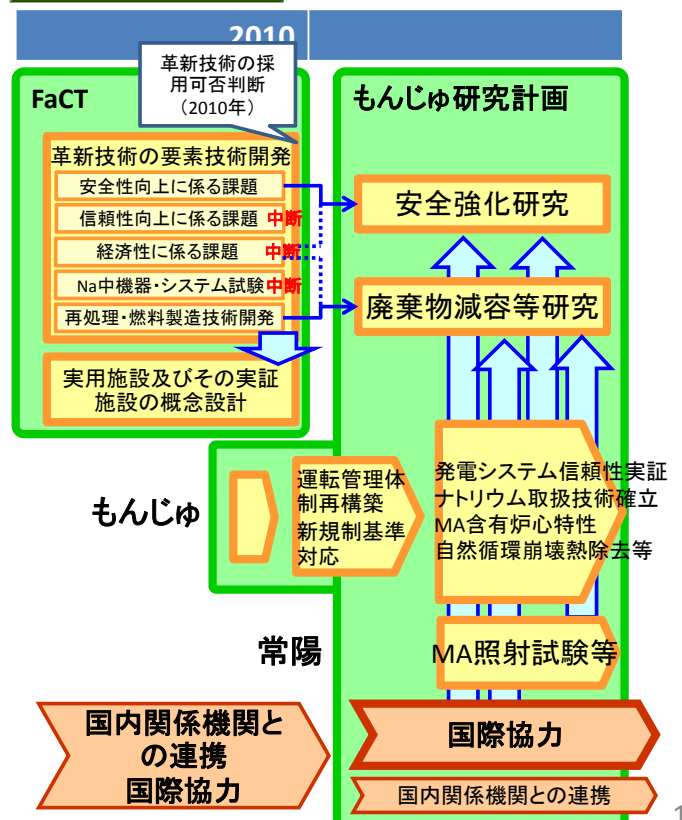 2010
革新技術の採
用可否判断
（2010年）
FaCT
革新技術の要素技術開発
安全性向上に係る課題
信頼性向上に係る課題 中断
経済性に係る課題 中断
Na中機器・システム試験 中断
再処理・燃料製造技術開発
実用施設及びその実証
施設の概念設計
もんじゅ研究計画
安全強化研究
廃棄物減容等研究
もんじゅ
運転管理体
制再構築
新規制基準
対応
発電システム信頼性実証
ナトリウム取扱技術確立
MA含有炉心特性
自然循環崩壊熱除去等
常陽
MA照射試験等
国内関係機関と
の連携
国際協力
国際協力
国内関係機関との連携
1